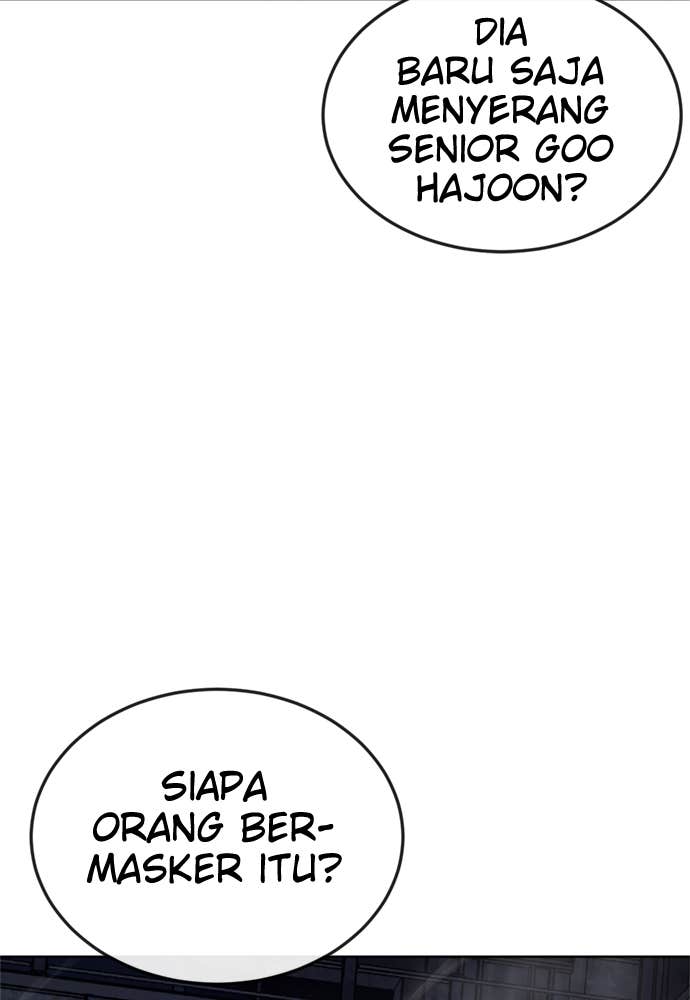 DIA
BARU SAJA
MENYERANG
SENIOR GOO
HAJOON?
SIAPA
ORANG BER-
MASKER ITU?